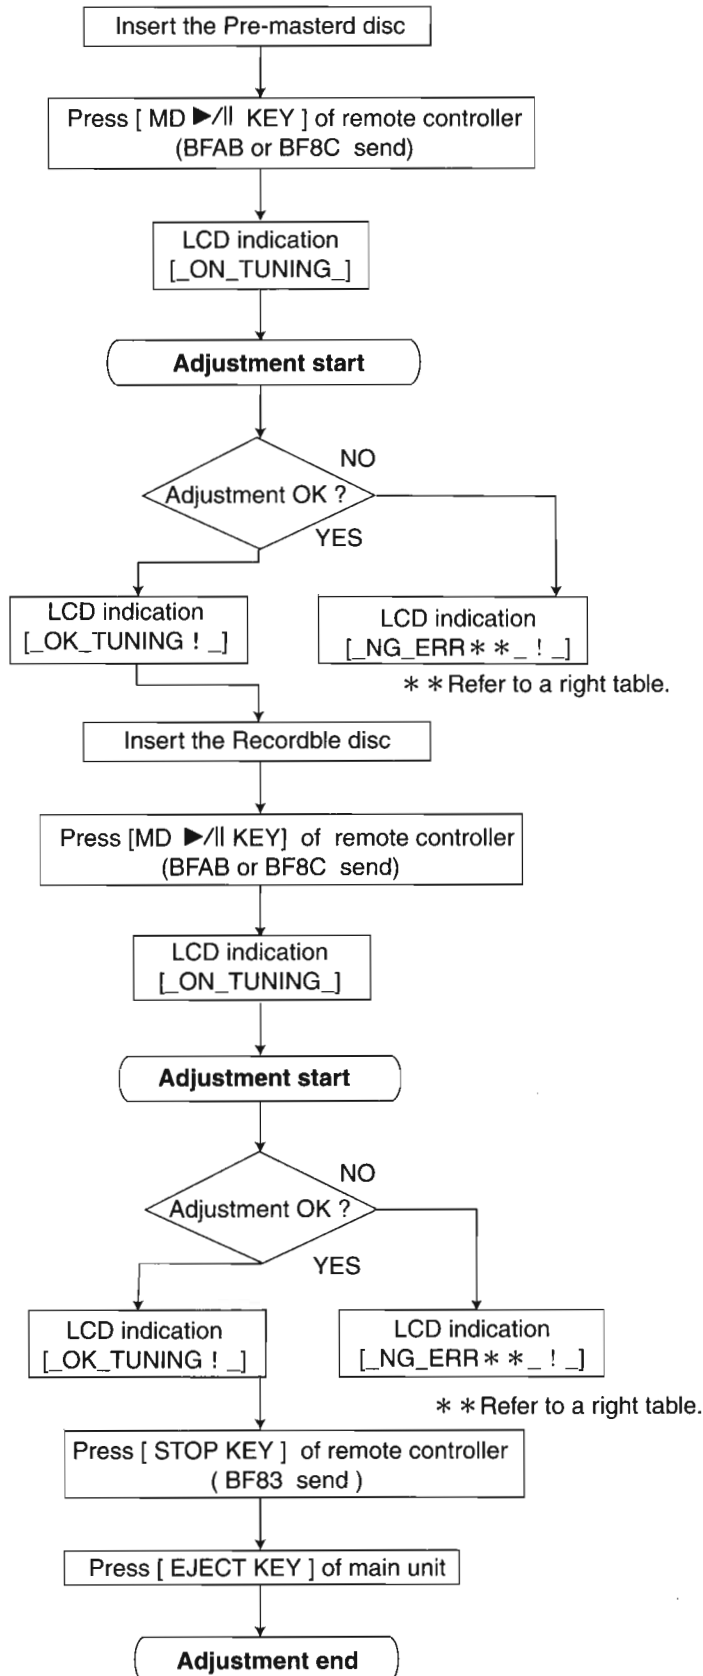 Insert the Pre-masterd disc
Press [ MD ▶/II KEY ] of remote controller
(BFAB or BF8C send)
LCD indication
[_ON_TUNING_]
Adjustment start
NO
Adjustment OK ?
YES
LCD indication
[_OK_TUNING ! _]
LCD indication
[_NG_ERR＊＊_ ! _]
＊＊Refer to a right table.
Insert the Recordble disc
Press [MD ▶/II KEY] of remote controller
(BFAB or BF8C send)
LCD indication
[_ON_TUNING_]
Adjustment start
NO
Adjustment OK ?
YES
LCD indication
[_OK_TUNING ! _]
LCD indication
[_NG_ERR＊＊_ ! _]
＊＊Refer to a right table.
Press [ STOP KEY ] of remote controller
( BF83 send )
Press [ EJECT KEY ] of main unit
Adjustment end